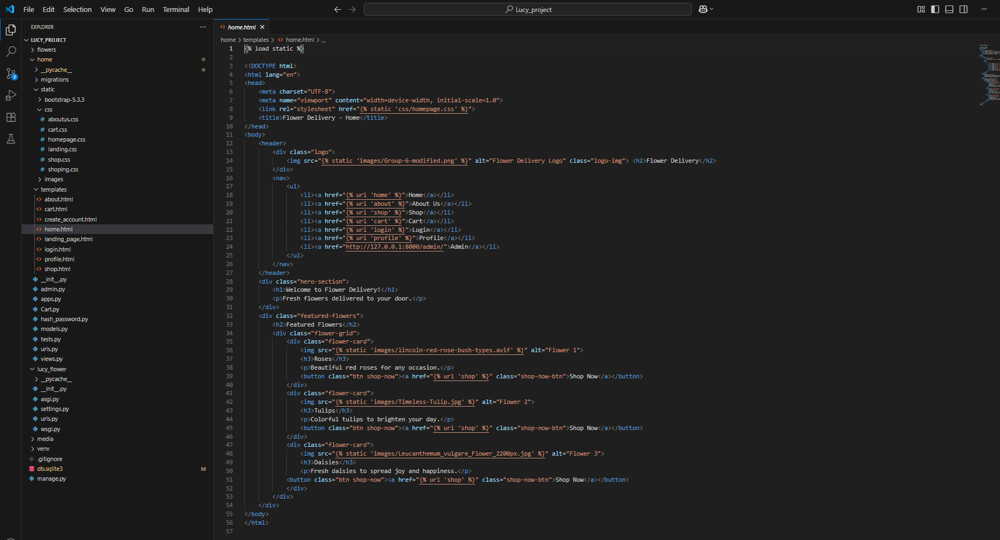 File Edit Selection View Go Run Terminal Help
Lucy_project
EXPLORER
LUCY_PROJECT
flowers
home
__pycache__
migrations
static
bootstrap-5.3.3
css
# aboutus.css
# cart.css
# homepage.css
# landing.css
# shop.css
# shoping.css
images
templates
<> about.html
<> cart.html
<> create_account.html
<> home.html
<> landing_page.html
<> login.html
<> profile.html
<> shop.html
__init__.py
admin.py
apps.py
Cart.py
hash_password.py
models.py
tests.py
urls.py
views.py
lucy_flower
__pycache__
__init__.py
asgi.py
settings.py
urls.py
wsgi.py
media
venv
.gitignore
db.sqlite3 M
manage.py
2
<> home.html
home > templates > <> home.html > ...
1 {% load static %}
2
3 <!DOCTYPE html>
4 <html lang="en">
5 <head>
6 <meta charset="UTF-8">
7 <meta name="viewport" content="width=device-width, initial-scale=1.0">
8 <link rel="stylesheet" href="{% static 'css/homepage.css' %}">
9 <title>Flower Delivery - Home</title>
10 </head>
11 <body>
12 <header>
13 <div class="logo">
14 <img src="{% static 'images/Group-6-modified.png' %}" alt="Flower Delivery Logo" class="logo-img"> <h2>Flower Delivery</h2>
15 </div>
16 <nav>
17 <ul>
18 <li><a href="{% url 'home' %}">Home</a></li>
19 <li><a href="{% url 'about' %}">About Us</a></li>
20 <li><a href="{% url 'shop' %}">Shop</a></li>
21 <li><a href="{% url 'cart' %}">Cart</a></li>
22 <li><a href="{% url 'login' %}">Login</a></li>
23 <li><a href="{% url 'profile' %}">Profile</a></li>
24 <li><a href="http://127.0.0.1:8000/admin/">Admin</a></li>
25 </ul>
26 </nav>
27 </header>
28 <div class="hero-section">
29 <h1>Welcome to Flower Delivery!</h1>
30 <p>Fresh flowers delivered to your door.</p>
31 </div>
32 <div class="featured-flowers">
33 <h2>Featured Flowers</h2>
34 <div class="flower-grid">
35 <div class="flower-card">
36 <img src="{% static 'images/lincoln-red-rose-bush-types.avif' %}" alt="Flower 1">
37 <h3>Roses</h3>
38 <p>Beautiful red roses for any occasion.</p>
39 <button class="btn shop-now"><a href="{% url 'shop' %}" class="shop-now-btn">Shop Now</a></button>
40 </div>
41 <div class="flower-card">
42 <img src="{% static 'images/Timeless-Tulip.jpg' %}" alt="Flower 2">
43 <h3>Tulips</h3>
44 <p>Colorful tulips to brighten your day.</p>
45 <button class="btn shop-now"><a href="{% url 'shop' %}" class="shop-now-btn">Shop Now</a></button>
46 </div>
47 <div class="flower-card">
48 <img src="{% static 'images/Leucanthemum_vulgare_Flower_2200px.jpg' %}" alt="Flower 3">
49 <h3>Daisies</h3>
50 <p>Fresh daisies to spread joy and happiness.</p>
51 <button class="btn shop-now"><a href="{% url 'shop' %}" class="shop-now-btn">Shop Now</a></button>
52 </div>
53 </div>
54 </div>
55 </body>
56 </html>
57